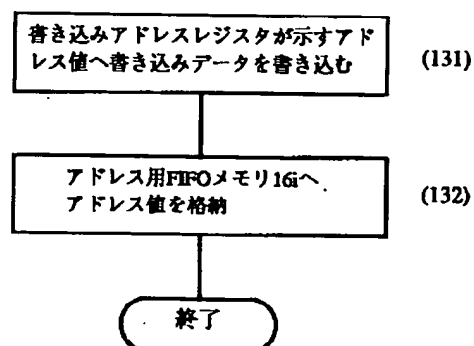 書き込みアドレスレジスタが示すアド
レス値へ書き込みデータを書き込む
(131)
アドレス用FIFOメモリ16iへ
アドレス値を格納
(132)
終了